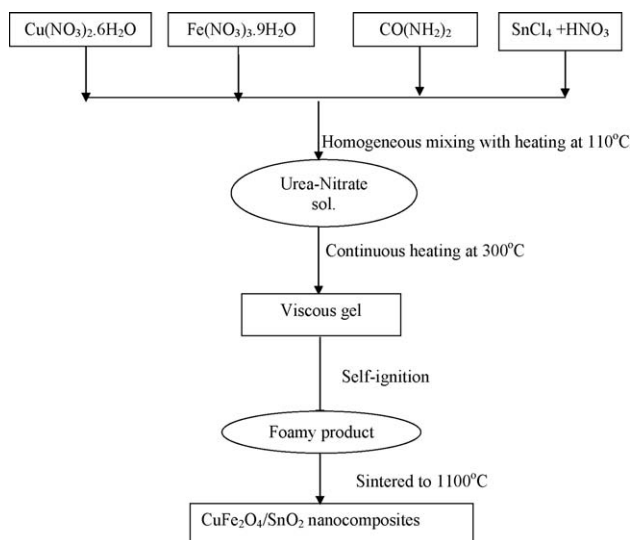 Cu(NO₃)₂.6H₂O
Fe(NO₃)₃.9H₂O
CO(NH₂)₂
SnCl₄ +HNO₃
Homogeneous mixing with heating at 110°C
Urea-Nitrate
sol.
Continuous heating at 300°C
Viscous gel
Self-ignition
Foamy product
Sintered to 1100°C
CuFe₂O₄/SnO₂ nanocomposites